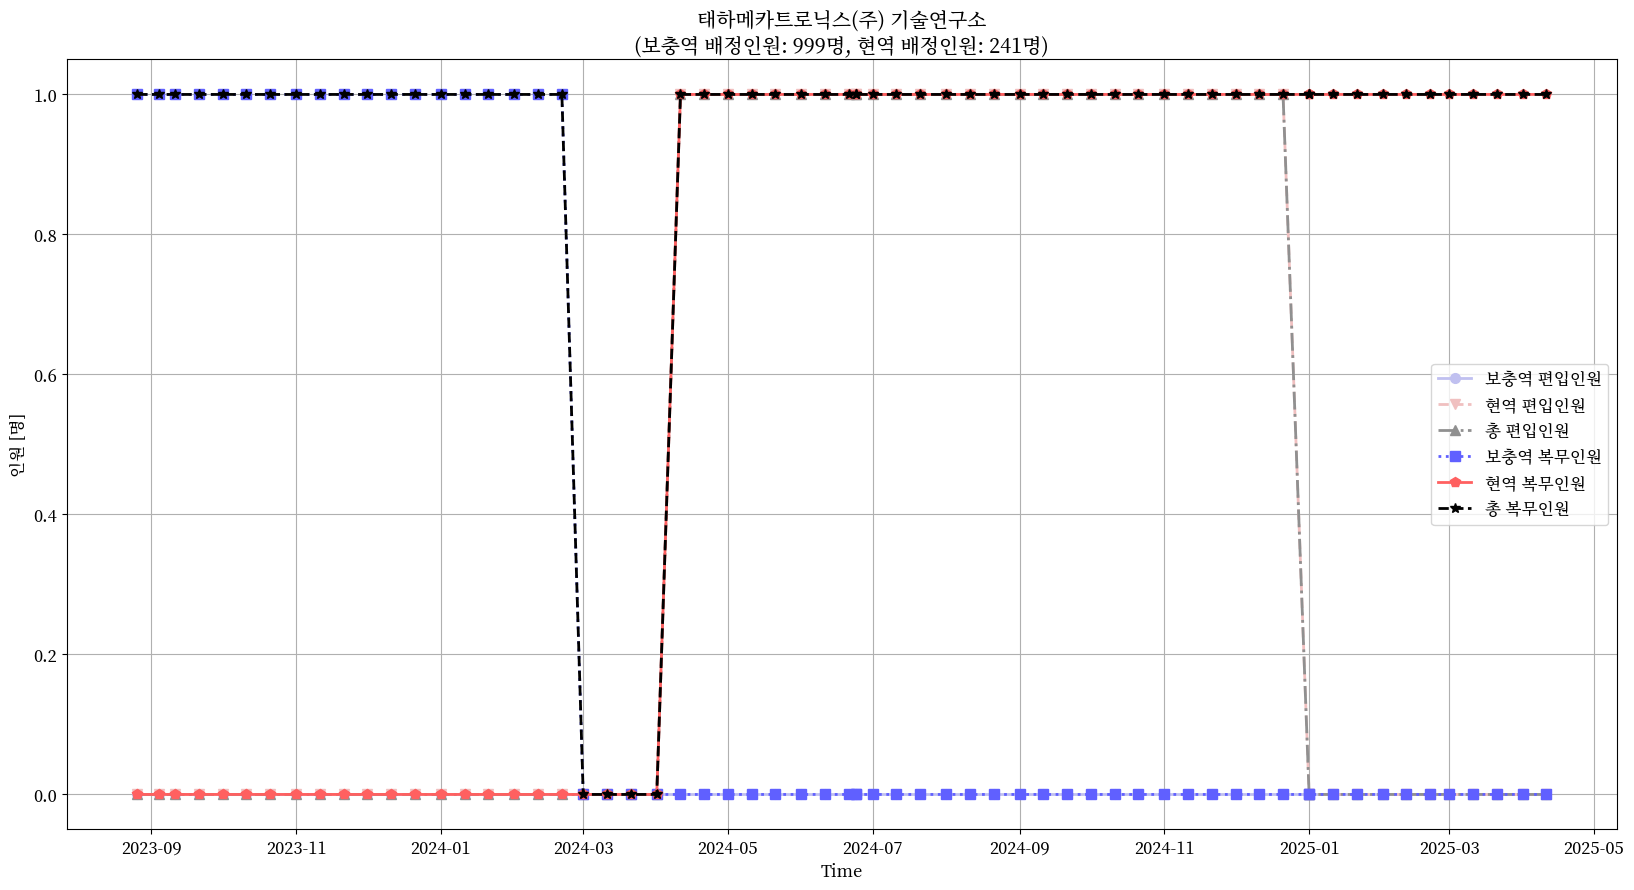 태하메카트로닉스(주) 기술연구소
(보충역 배정인원: 999명, 현역 배정인원: 241명)
1.0
0.8
0.6
0.4
0.2
0.0
인원 [명]
보충역 편입인원
현역 편입인원
총 편입인원
보충역 복무인원
현역 복무인원
총 복무인원
2023-09
2023-11
2024-01
2024-03
2024-05
2024-07
2024-09
2024-11
2025-01
2025-03
2025-05
Time